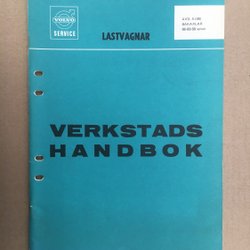 VOLVO
SERVICE
LASTVAGNAR
VERKSTADS
HANDBOK